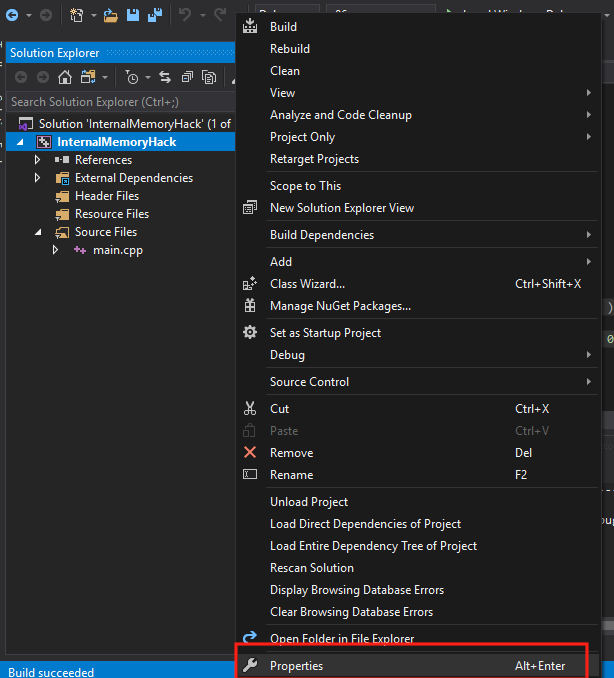 Solution Explorer
Search Solution Explorer (Ctrl+;)
Solution 'InternalMemoryHack' (1 of
InternalMemoryHack
References
External Dependencies
Header Files
Resource Files
Source Files
main.cpp
Build succeeded
Build
Rebuild
Clean
View
Analyze and Code Cleanup
Project Only
Retarget Projects
Scope to This
New Solution Explorer View
Build Dependencies
Add
Class Wizard... Ctrl+Shift+X
Manage NuGet Packages...
Set as Startup Project
Debug
Source Control
Cut Ctrl+X
Paste Ctrl+V
Remove Del
Rename F2
Unload Project
Load Direct Dependencies of Project
Load Entire Dependency Tree of Project
Rescan Solution
Display Browsing Database Errors
Clear Browsing Database Errors
Open Folder in File Explorer
Properties Alt+Enter